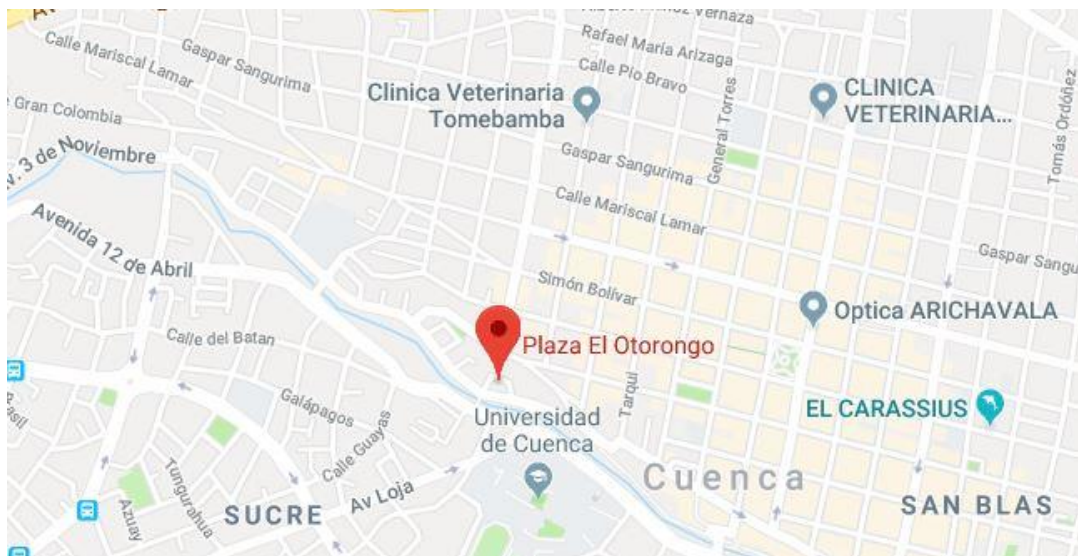 Calle Mariscal Lamar
Gaspar Sangurima
Rafael María Arizaga
Calle Pío Bravo
Gran Colombia
Clinica Veterinaria
Tomebamba
General Torres
CLINICA
VETERINARIA...
Tomás Ordóñez
v. 3 de Noviembre
Gaspar Sangurima
Calle Mariscal Lamar
Avenida 12 de Abril
Simón Bolívar
Gaspar Sangu
Calle del Batan
Plaza El Otorongo
Optica ARICHAVALA
Tarqui
EL CARASSIUS
Galápagos
Calle Guayas
Universidad
de Cuenca
Tungurahua
Azuay
SUCRE
Av Loja
Cuenca
SAN BLAS